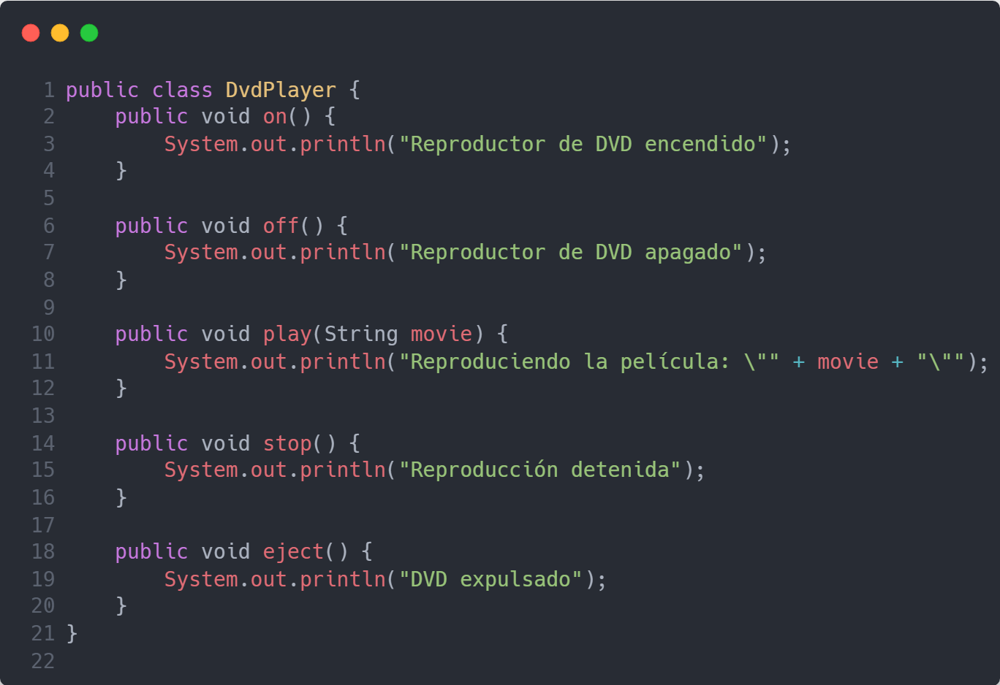 1 public class DvdPlayer {
2     public void on() {
3         System.out.println("Reproductor de DVD encendido");
4     }
5
6     public void off() {
7         System.out.println("Reproductor de DVD apagado");
8     }
9
10     public void play(String movie) {
11         System.out.println("Reproduciendo la película: \"" + movie + "\"");
12     }
13
14     public void stop() {
15         System.out.println("Reproducción detenida");
16     }
17
18     public void eject() {
19         System.out.println("DVD expulsado");
20     }
21 }
22